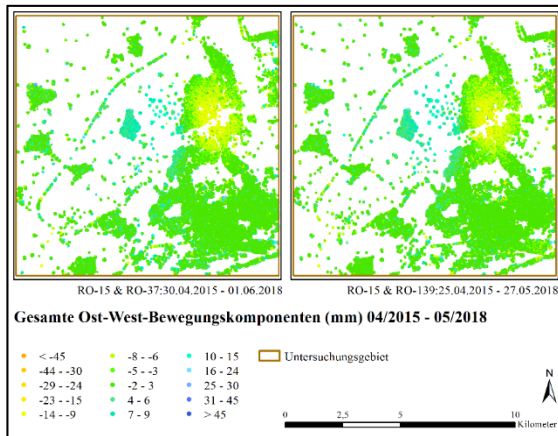 RO-15 & RO-37:30.04.2015 - 01.06.2018
RO-15 & RO-139:25.04.2015 - 27.05.2018
Gesamte Ost-West-Bewegungskomponenten (mm) 04/2015 - 05/2018
< -45
-44 - -30
-29 - -24
-23 - -15
-14 - -9
-8 - -6
-5 - -3
-2 - 3
4 - 6
7 - 9
10 - 15
16 - 24
25 - 30
31 - 45
> 45
Untersuchungsgebiet
N
0 2,5 5 10
Kilometer